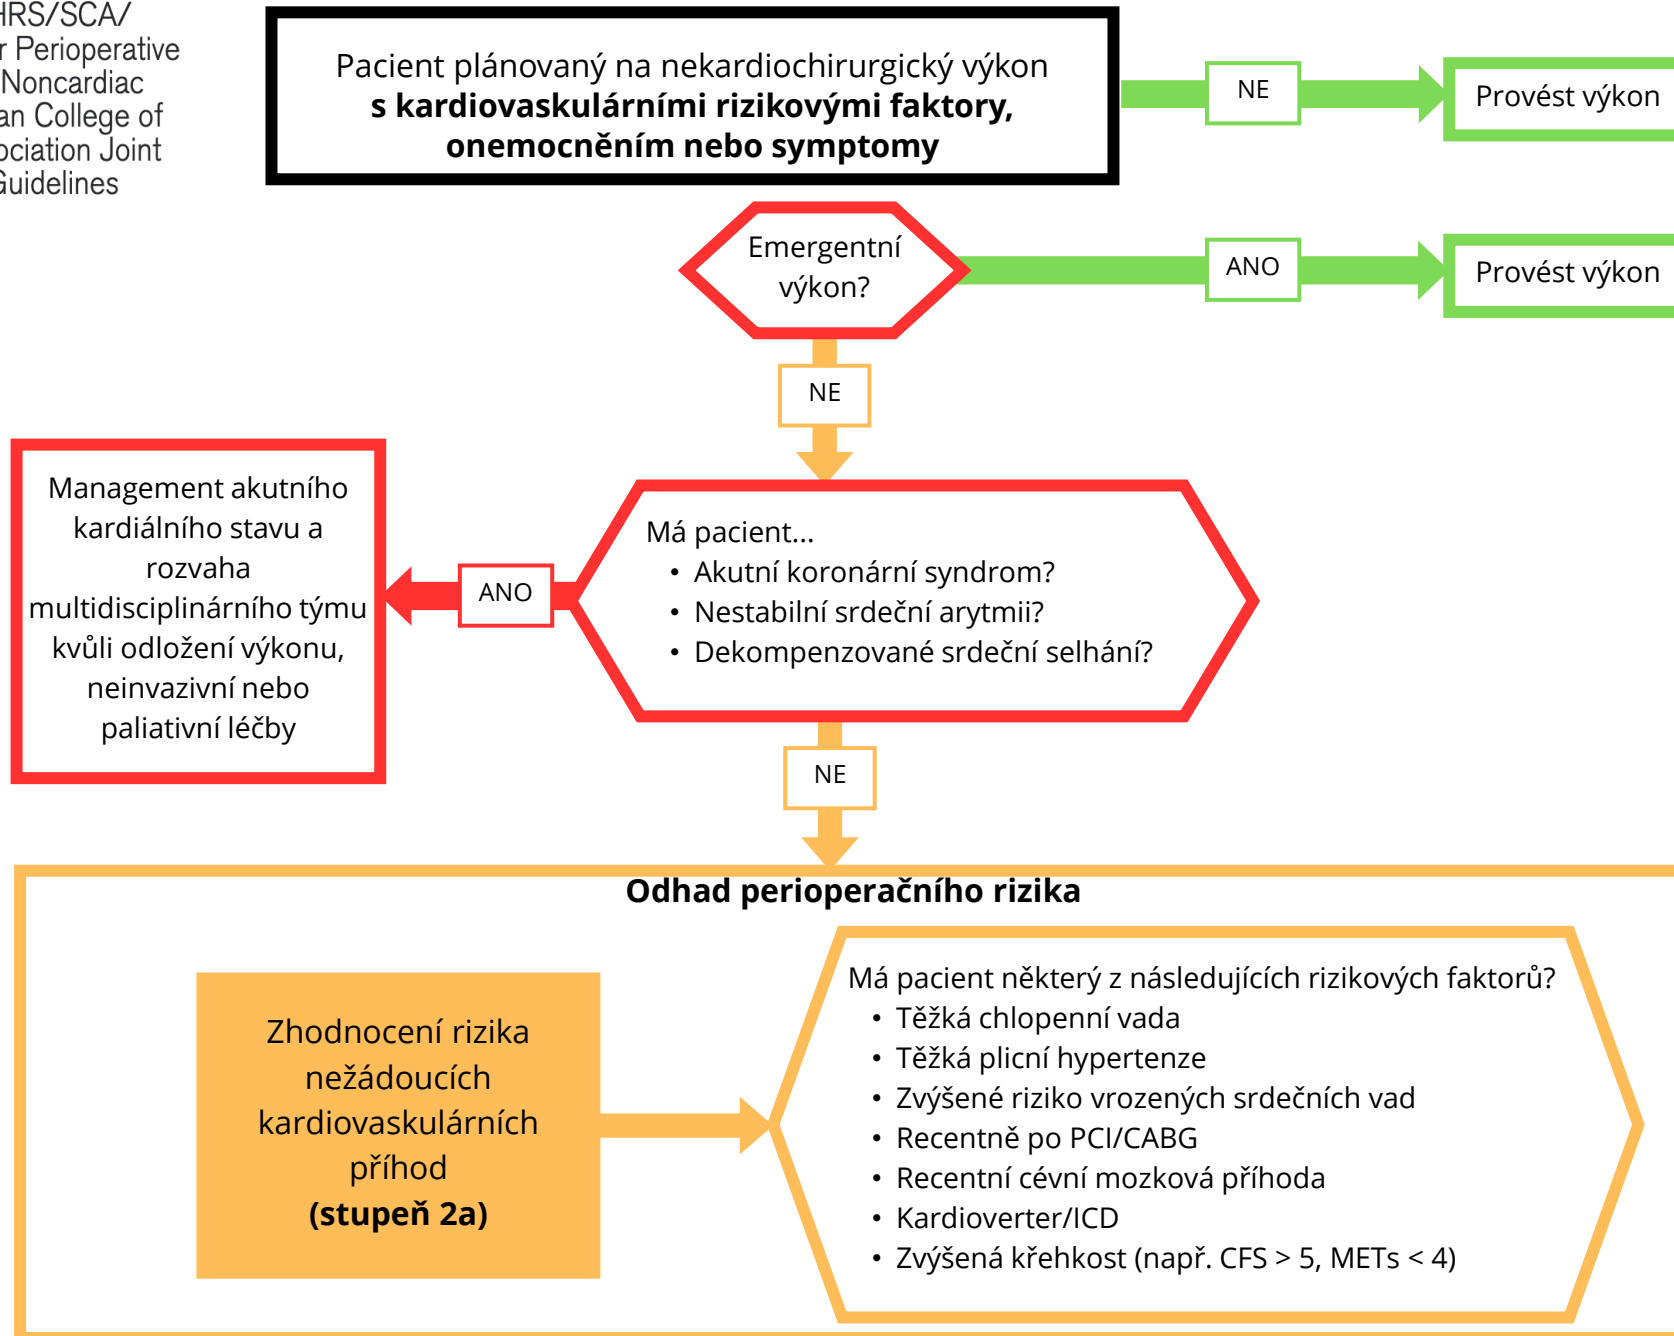 HRS/SCA/
r Perioperative
Noncardiac
an College of
ociation Joint
Guidelines
Pacient plánovaný na nekardiochirurgický výkon
s kardiovaskulárními rizikovými faktory,
onemocněním nebo symptomy
NE
Provést výkon
Emergentní
výkon?
ANO
Provést výkon
NE
Management akutního
kardiálního stavu a
rozvaha
multidisciplinárního týmu
kvůli odložení výkonu,
neinvazivní nebo
paliativní léčby
ANO
Má pacient...
• Akutní koronární syndrom?
• Nestabilní srdeční arytmii?
• Dekompenzované srdeční selhání?
NE
Odhad perioperačního rizika
Zhodnocení rizika
nežádoucích
kardiovaskulárních
příhod
(stupeň 2a)
Má pacient některý z následujících rizikových faktorů?
• Těžká chlopenní vada
• Těžká plicní hypertenze
• Zvýšené riziko vrozených srdečních vad
• Recentně po PCI/CABG
• Recentní cévní mozková příhoda
• Kardioverter/ICD
• Zvýšená křehkost (např. CFS > 5, METs < 4)